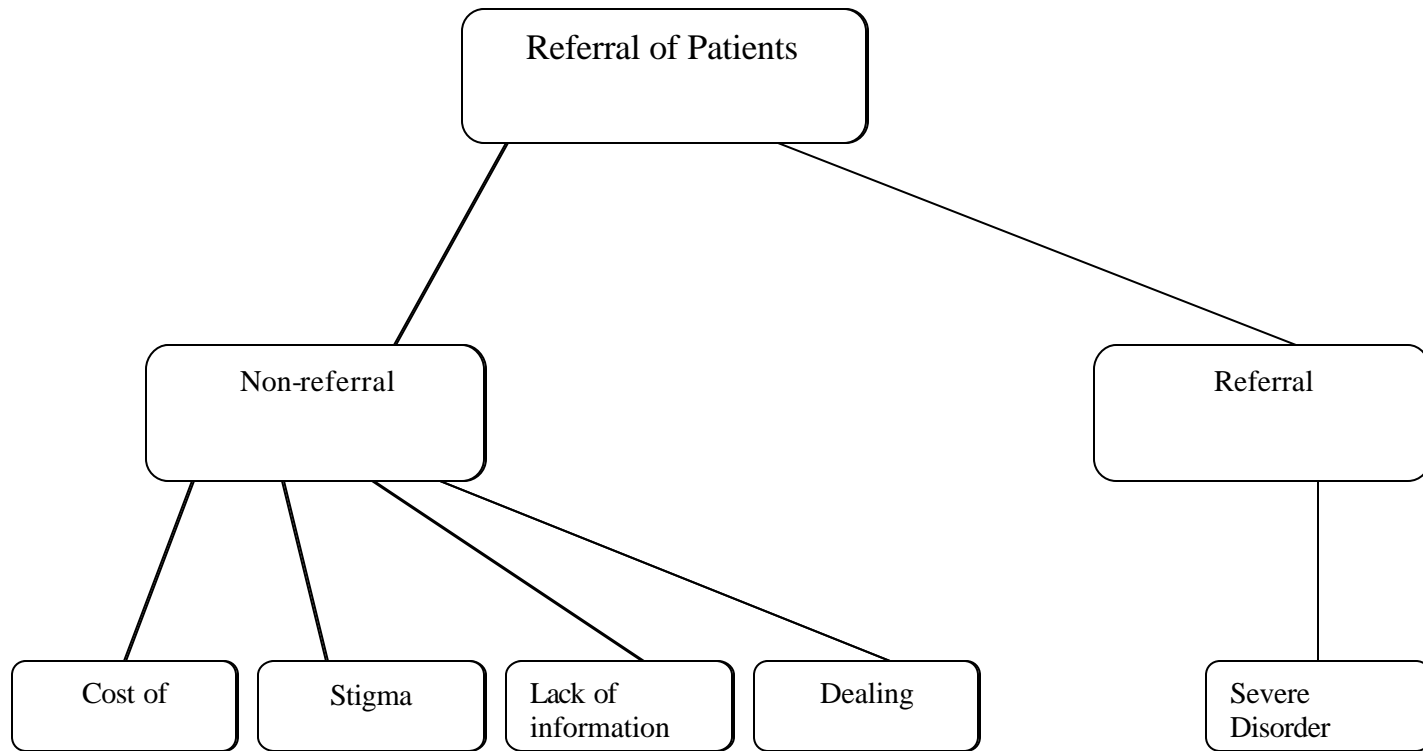 Referral of Patients
Non-referral
Referral
Cost of
Stigma
Lack of
information
Dealing
Severe
Disorder